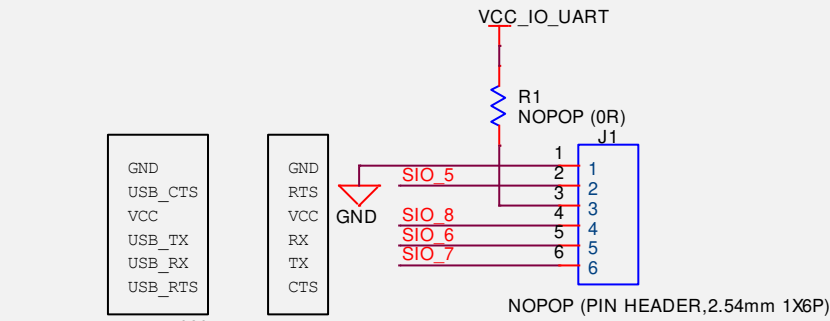 VCC_IO_UART
R1
NOPOP (0R)
J1
GND
USB_CTS
VCC
USB_TX
USB_RX
USB_RTS
GND
RTS
VCC
RX
TX
CTS
GND
SIO_5
SIO_8
SIO_6
SIO_7
1
2
3
4
5
6
1
2
3
4
5
6
NOPOP (PIN HEADER,2.54mm 1X6P)